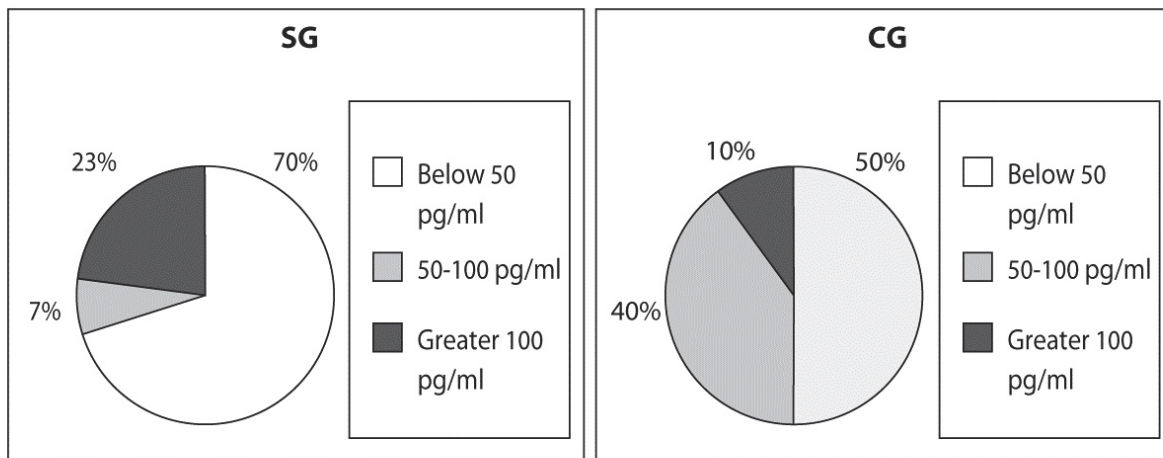 SG
23%
70%
7%
Below 50
pg/ml
50-100 pg/ml
Greater 100
pg/ml
CG
10%
50%
40%
Below 50
pg/ml
50-100 pg/ml
Greater 100
pg/ml